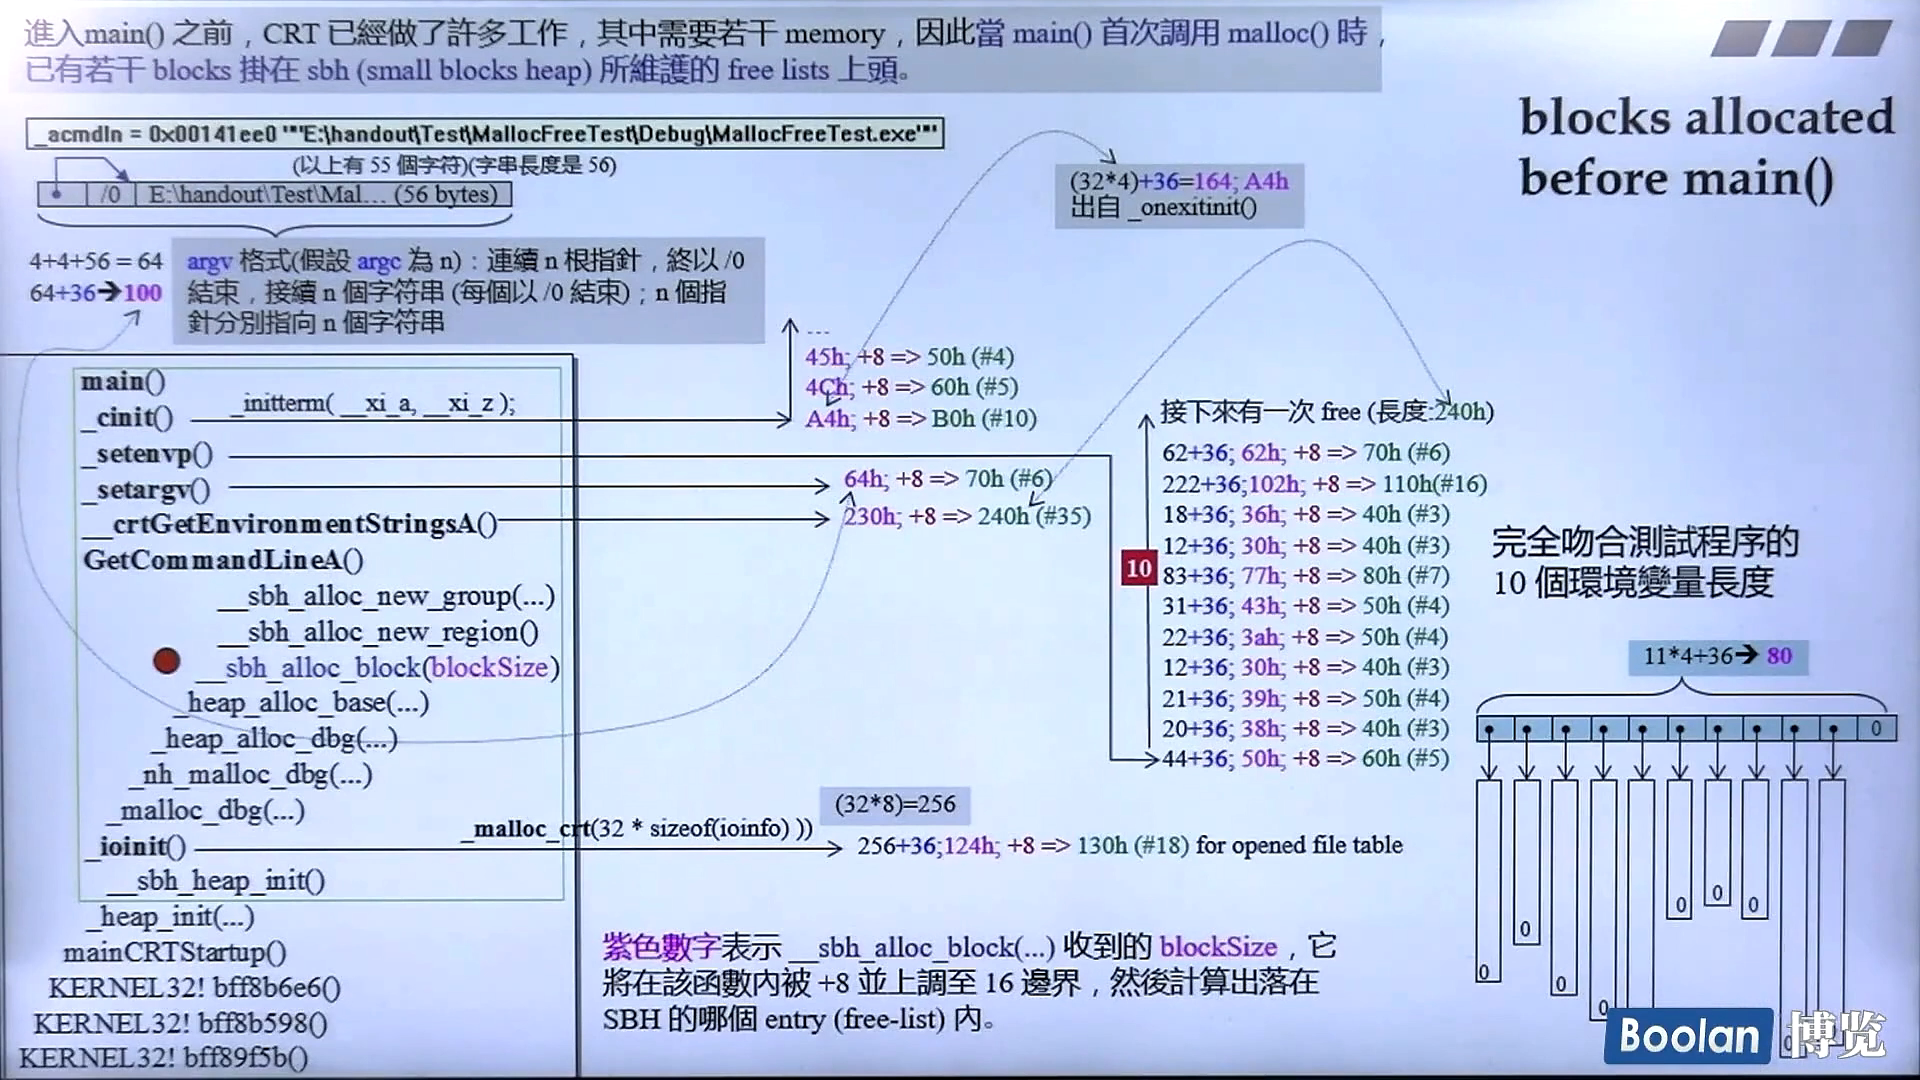 進入main() 之前，CRT 已經做了許多工作，其中需要若干 memory，因此當 main() 首次調用 malloc() 時，
已有若干 blocks 掛在 sbh (small blocks heap) 所維護的 free lists 上頭。
blocks allocated
before main()
_acmdln = 0x00141ee0 ""E:\handout\Test\MallocFreeTest\Debug\MallocFreeTest.exe""
(以上有 55 個字符)(字串長度是 56)
/0 E:\handout\Test\Mal… (56 bytes)
4+4+56 = 64
64+36➔100
argv 格式(假設 argc 為 n)：連續 n 根指針，終以 /0
結束，接續 n 個字符串 (每個以 /0 結束)；n 個指
針分別指向 n 個字符串
(32*4)+36=164; A4h
出自 _onexitinit()
main()
_cinit() _initterm( __xi_a, __xi_z );
_setenvp()
_setargv()
__crtGetEnvironmentStringsA()
GetCommandLineA()
__sbh_alloc_new_group(...)
__sbh_alloc_new_region()
__sbh_alloc_block(blockSize)
_heap_alloc_base(...)
_heap_alloc_dbg(...)
_nh_malloc_dbg(...)
_malloc_dbg(...)
_ioinit() _malloc_crt(32 * sizeof(ioinfo) ))
__sbh_heap_init()
_heap_init(...)
mainCRTStartup()
KERNEL32! bff8b6e6()
KERNEL32! bff8b598()
KERNEL32! bff89f5b()
...
45h; +8 => 50h (#4)
4Ch; +8 => 60h (#5)
A4h; +8 => B0h (#10)
64h; +8 => 70h (#6)
230h; +8 => 240h (#35)
接下來有一次 free (長度:240h)
62+36; 62h; +8 => 70h (#6)
222+36;102h; +8 => 110h(#16)
18+36; 36h; +8 => 40h (#3)
12+36; 30h; +8 => 40h (#3)
10
83+36; 77h; +8 => 80h (#7)
31+36; 43h; +8 => 50h (#4)
22+36; 3ah; +8 => 50h (#4)
12+36; 30h; +8 => 40h (#3)
21+36; 39h; +8 => 50h (#4)
20+36; 38h; +8 => 40h (#3)
44+36; 50h; +8 => 60h (#5)
(32*8)=256
256+36;124h; +8 => 130h (#18) for opened file table
紫色數字表示 __sbh_alloc_block(...) 收到的 blockSize，它
將在該函數內被 +8 並上調至 16 邊界，然後計算出落在
SBH 的哪個 entry (free-list) 內。
完全吻合測試程序的
10 個環境變量長度
11*4+36➔ 80
0
0 0 0 0 0 0 0 0
Boolan 博览